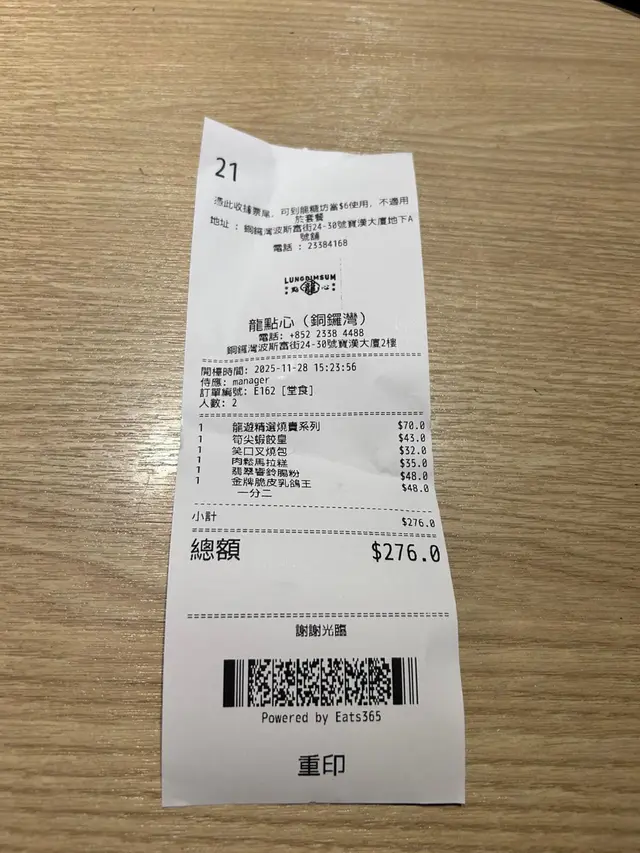 21
憑此收據票尾, 可到龍糖坊當$6使用, 不適用
於套餐
地址 : 銅鑼灣波斯富街24-30號寶漢大廈地下A
號舖
電話 : 23384168
LUNGDIMSUM
點 龍 心
龍點心 (銅鑼灣)
電話: +852 2338 4488
銅鑼灣波斯富街24-30號寶漢大廈2樓
開檯時間: 2025-11-28 15:23:56
侍應: manager
訂單編號: E162 [堂食]
人數: 2
1 龍遊精選燒賣系列 $70.0
1 筍尖蝦餃皇 $43.0
1 笑口叉燒包 $32.0
1 肉鬆馬拉糕 $35.0
1 翡翠響鈴腸粉 $48.0
1 金牌脆皮乳鴿王 $48.0
一分二
小計 $276.0
總額 $276.0
謝謝光臨
Powered by Eats365
重印